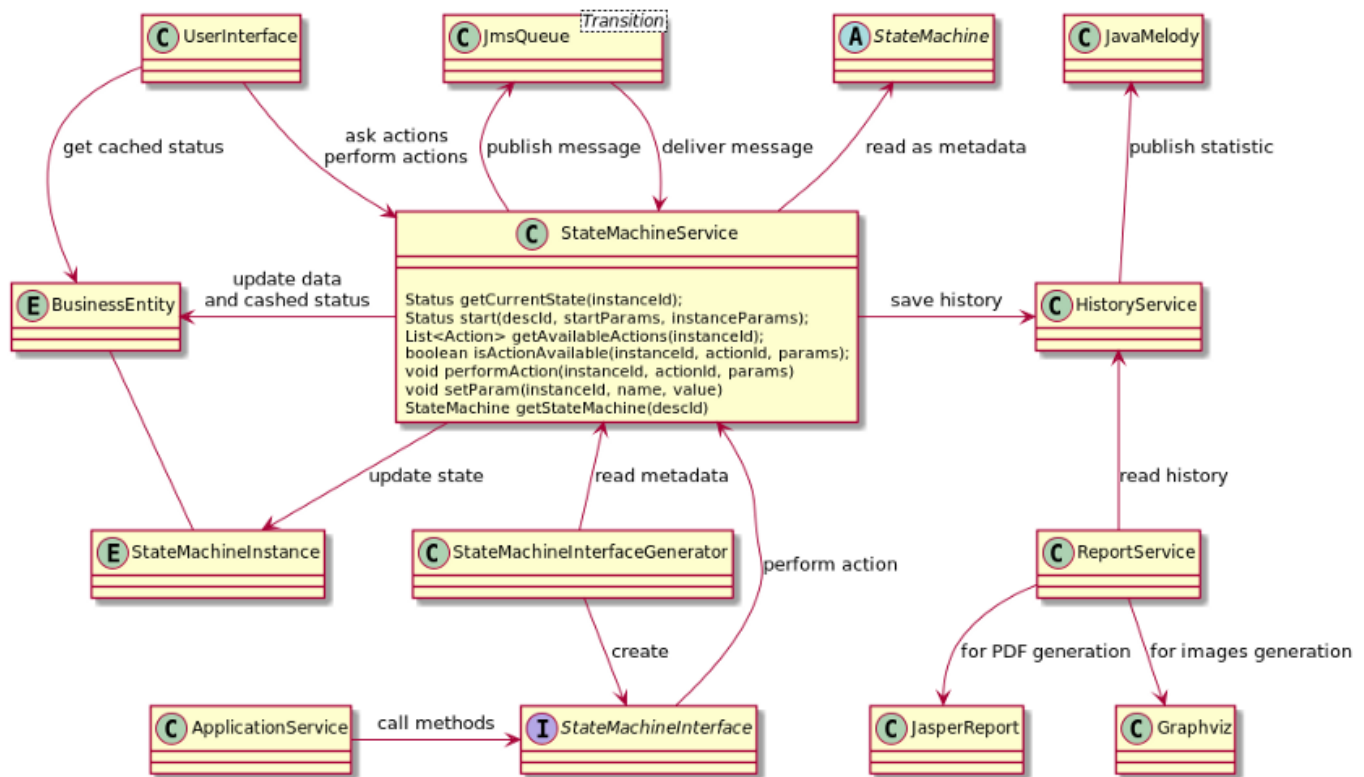 C UserInterface
C JmsQueue
Transition
A StateMachine
C JavaMelody
get cached status
ask actions
perform actions
publish message
deliver message
read as metadata
publish statistic
C StateMachineService
Status getCurrentState(instanceId);
Status start(descId, startParams, instanceParams);
List<Action> getAvailableActions(instanceId);
boolean isActionAvailable(instanceId, actionId, params);
void performAction(instanceId, actionId, params)
void setParam(instanceId, name, value)
StateMachine getStateMachine(descId)
E BusinessEntity
update data
and cashed status
save history
C HistoryService
update state
read metadata
perform action
read history
E StateMachineInstance
C StateMachineInterfaceGenerator
C ReportService
create
for PDF generation
for images generation
C ApplicationService
call methods
I StateMachineInterface
C JasperReport
C Graphviz